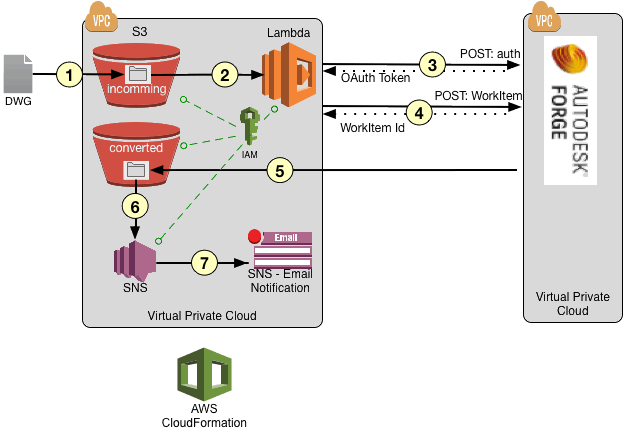 VPC
S3
Lambda
VPC
1
2
3
POST: auth
OAuth Token
DWG
incomming
POST: WorkItem
4
WorkItem Id
AUTODESK®
FORGE
IAM
converted
5
6
7
Email
SNS
SNS - Email
Notification
Virtual Private Cloud
Virtual Private
Cloud
AWS
CloudFormation